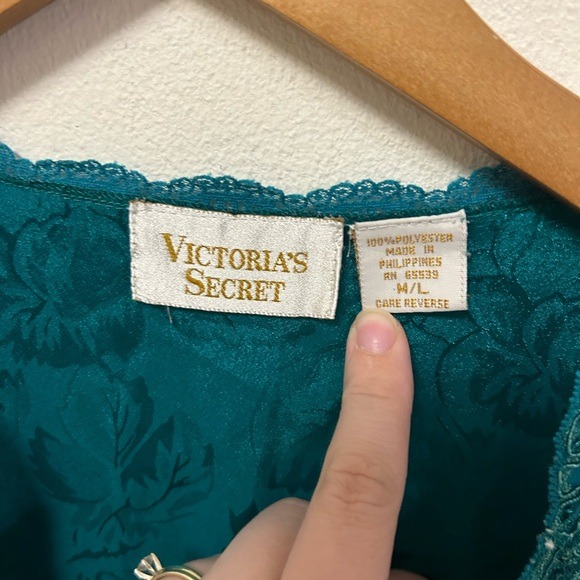 VICTORIA'S
SECRET
100% POLYESTER
MADE IN
PHILIPPINES
RN 65539
M/L
CARE REVERSE